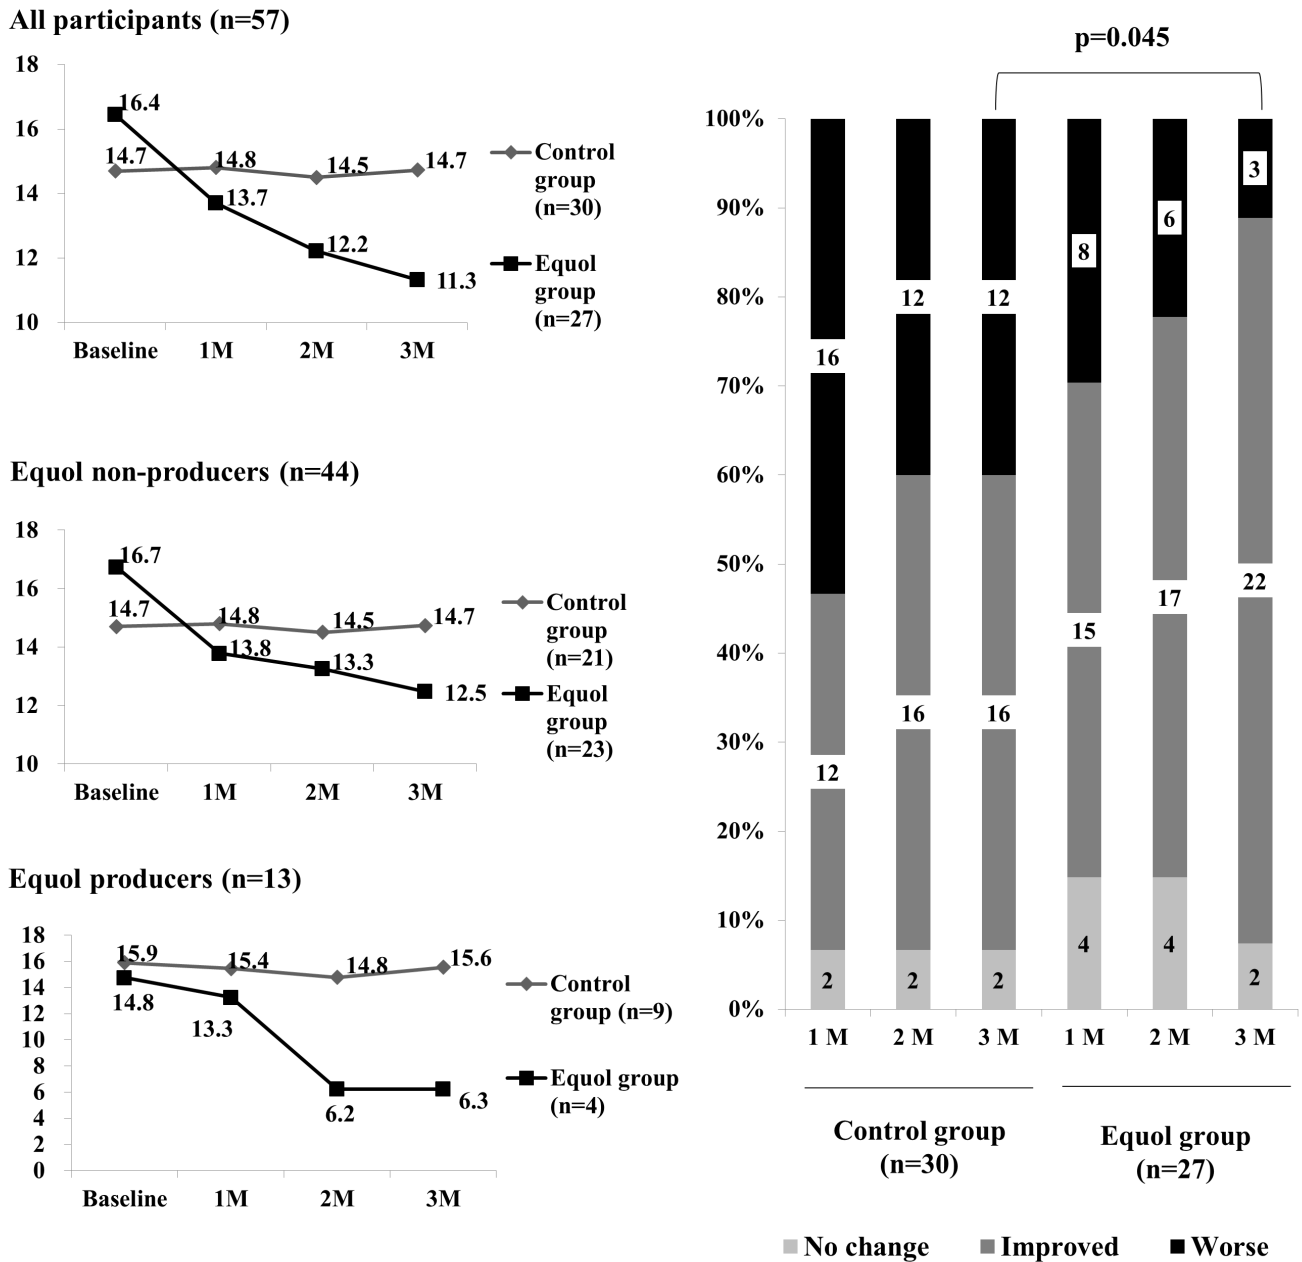 All participants (n=57)
18
16
14
12
10
16.4
14.7
14.8
13.7
14.5
12.2
14.7
11.3
Baseline 1M 2M 3M
Control
group
(n=30)
Equol
group
(n=27)
Equol non-producers (n=44)
18
16
14
12
10
16.7
14.7
14.8
13.8
14.5
13.3
14.7
12.5
Baseline 1M 2M 3M
Control
group
(n=21)
Equol
group
(n=23)
Equol producers (n=13)
18
16
14
12
10
8
6
4
2
0
15.9
14.8
15.4
13.3
14.8
6.2
15.6
6.3
Baseline 1M 2M 3M
Control
group (n=9)
Equol group
(n=4)
p=0.045
100%
90%
80%
70%
60%
50%
40%
30%
20%
10%
0%
16
12
2
12
16
2
12
16
2
8
15
4
6
17
4
3
22
2
1 M 2 M 3 M 1 M 2 M 3 M
Control group
(n=30)
Equol group
(n=27)
No change Improved Worse